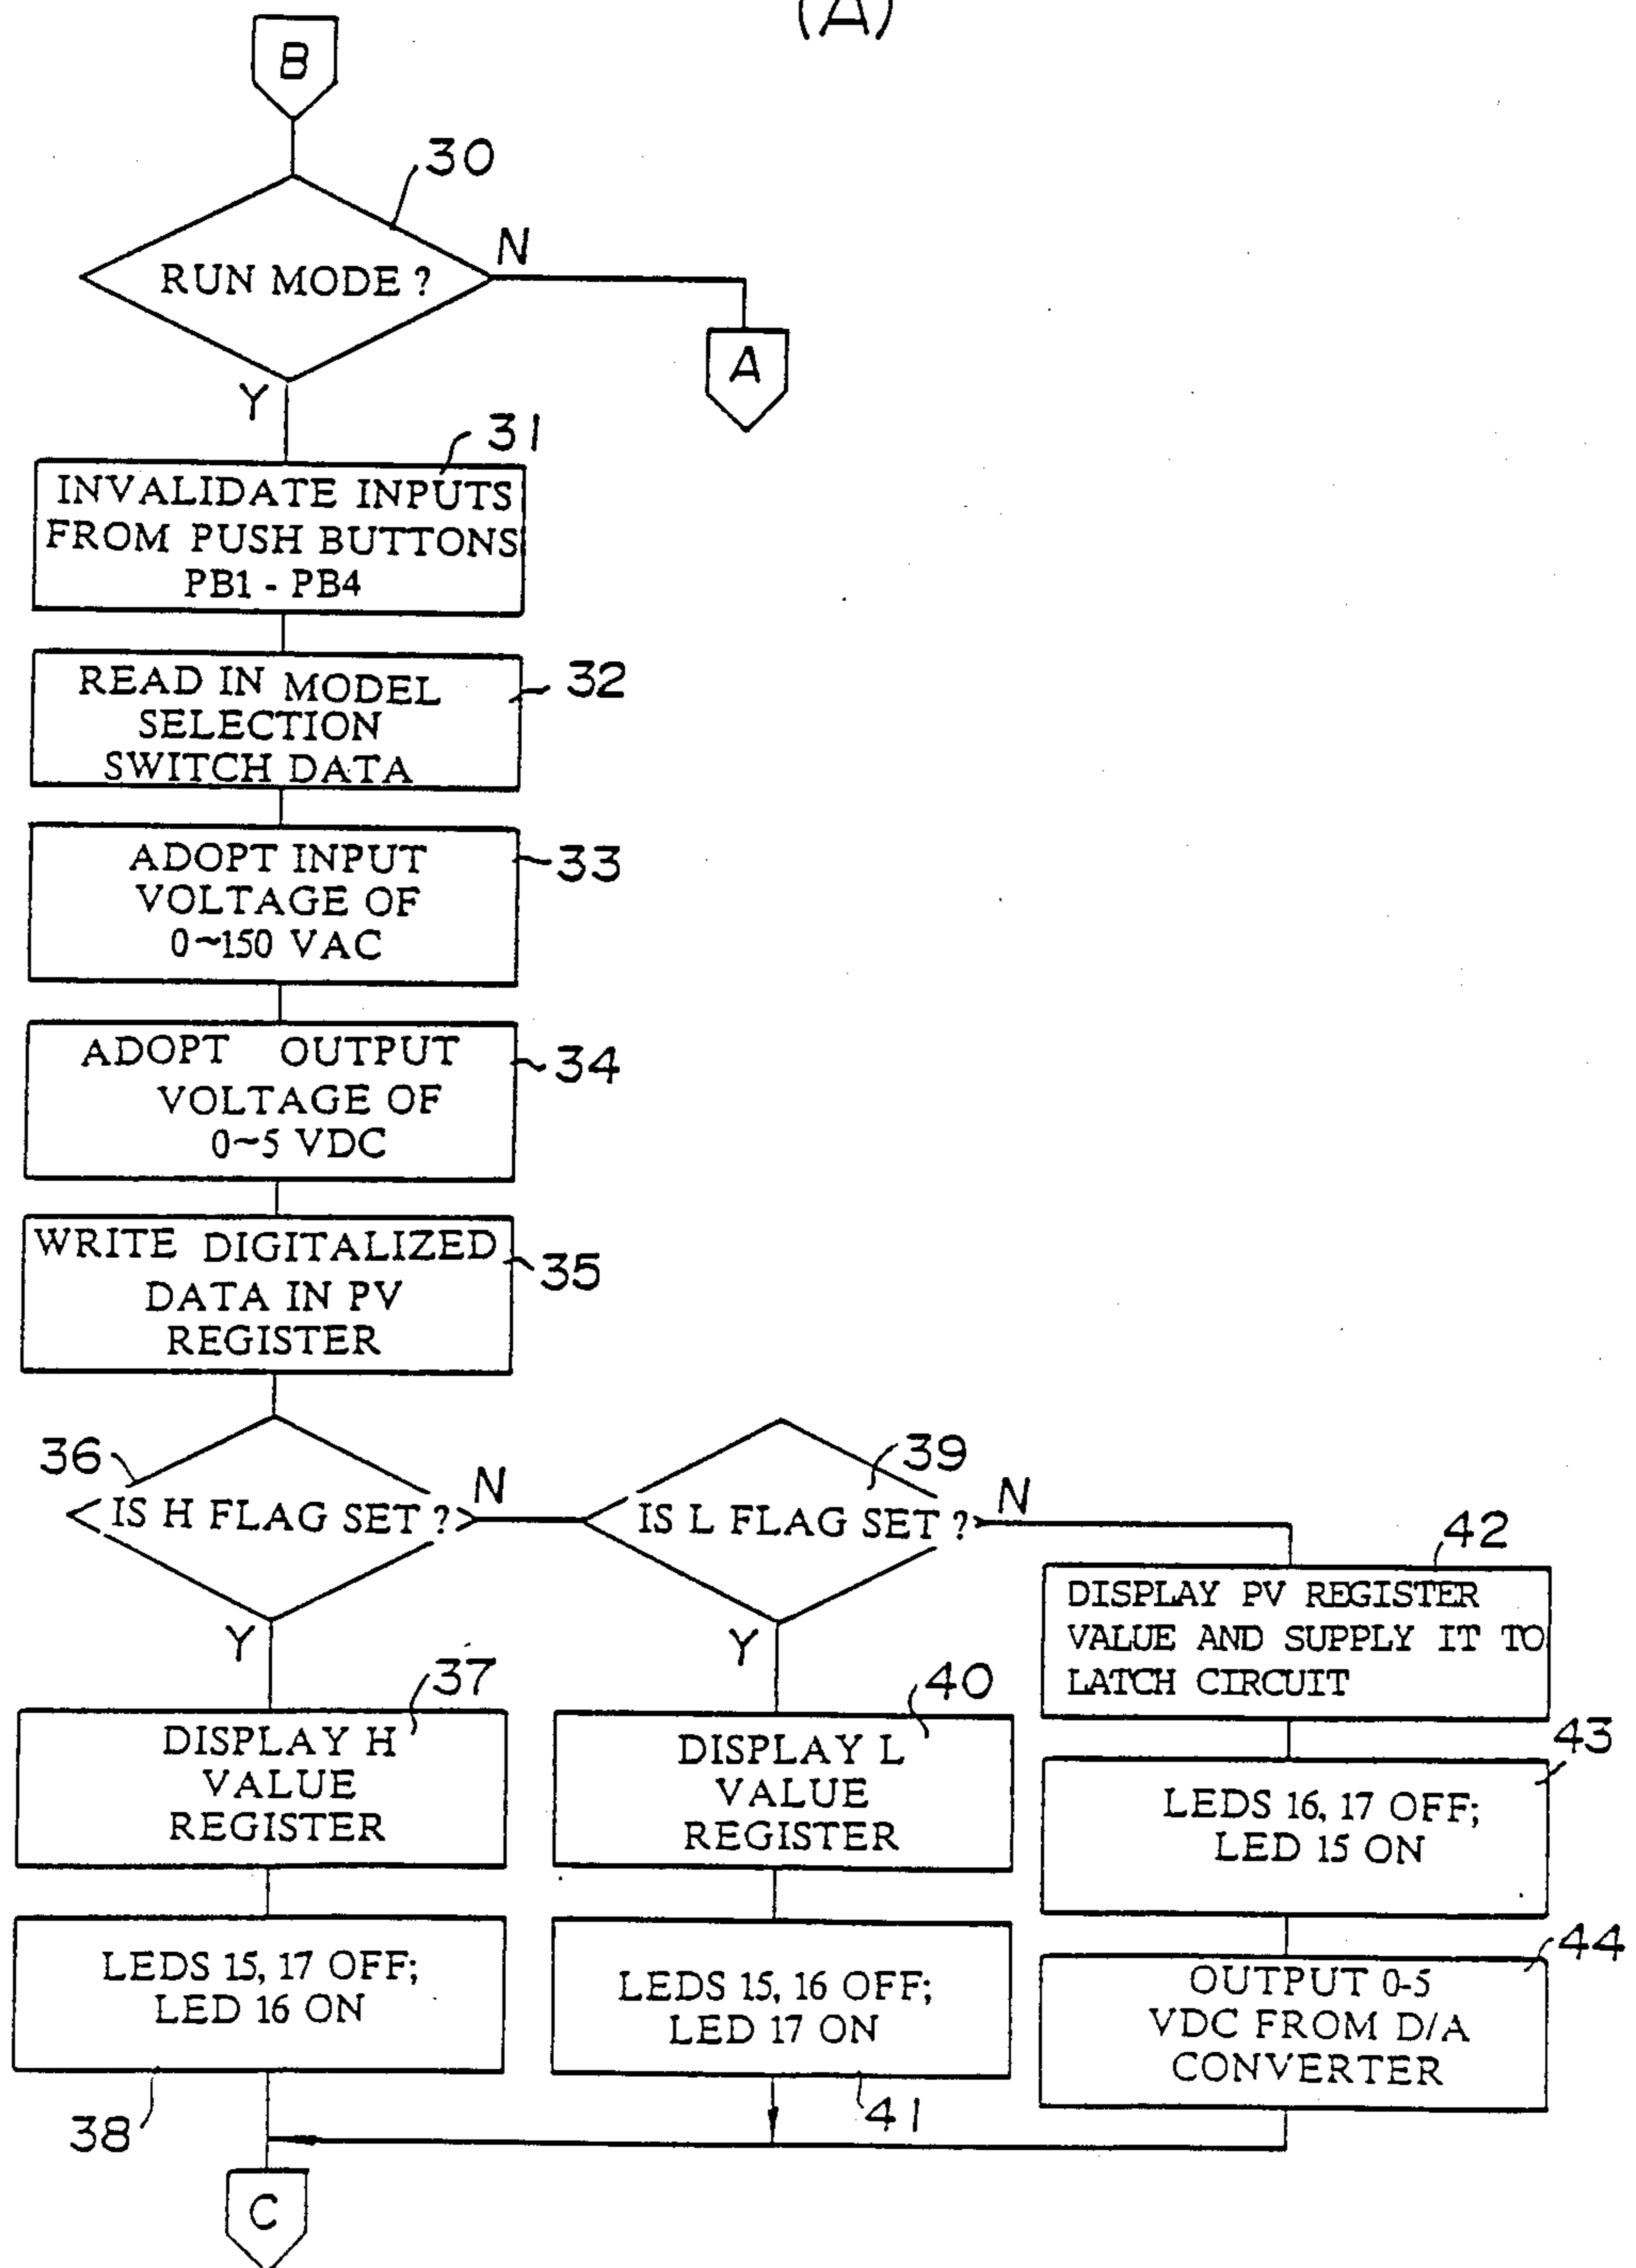 (A)
B
30
RUN MODE ?
N
A
Y
31
INVALIDATE INPUTS
FROM PUSH BUTTONS
PB1 - PB4
READ IN MODEL
SELECTION
SWITCH DATA
32
ADOPT INPUT
VOLTAGE OF
0~150 VAC
33
ADOPT OUTPUT
VOLTAGE OF
0~5 VDC
34
WRITE DIGITALIZED
DATA IN PV
REGISTER
35
36
IS H FLAG SET ?
N
39
IS L FLAG SET ?
N
Y
Y
42
DISPLAY PV REGISTER
VALUE AND SUPPLY IT TO
LATCH CIRCUIT
37
DISPLAY H
VALUE
REGISTER
40
DISPLAY L
VALUE
REGISTER
43
LEDS 16, 17 OFF;
LED 15 ON
LEDS 15, 17 OFF;
LED 16 ON
38
LEDS 15, 16 OFF;
LED 17 ON
41
44
OUTPUT 0-5
VDC FROM D/A
CONVERTER
C